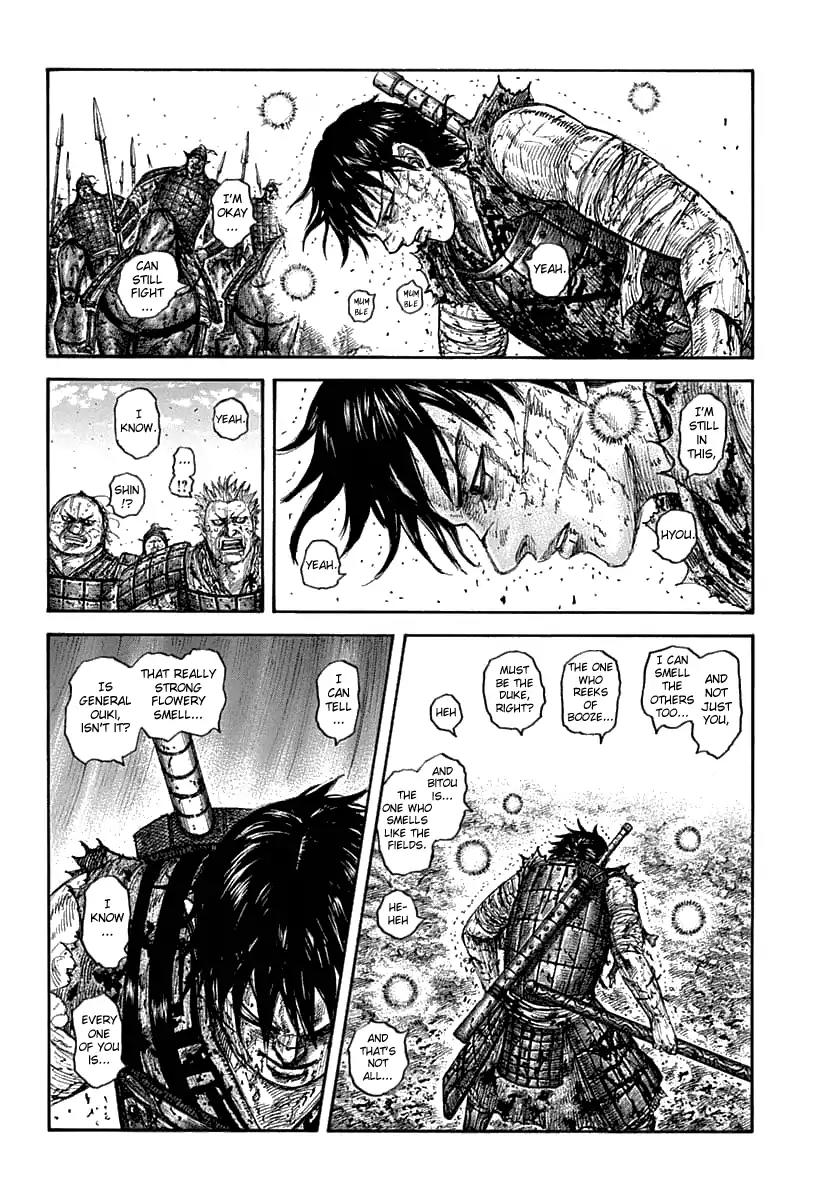 YEAH.
MUM
BLE
MUM
BLE
I'M
OKAY
...
CAN
STILL
FIGHT
...
I'M
STILL
IN
THIS,
HYOU.
YEAH.
YEAH.
I
KNOW.
...
!?
SHIN
!?
AND
NOT
JUST
YOU,
I CAN
SMELL
THE
OTHERS
TOO...
THE ONE
WHO
REEKS
OF
BOOZE...
MUST
BE THE
DUKE,
RIGHT?
HEH
AND
BITOU
IS...
THE
ONE WHO
SMELLS
LIKE THE
FIELDS.
HE-
HEH
AND
THAT'S
NOT
ALL...
I
CAN
TELL
...
THAT REALLY
STRONG
FLOWERY
SMELL...
IS
GENERAL
OUKI,
ISN'T IT?
I
KNOW
...
EVERY
ONE
OF YOU
IS...